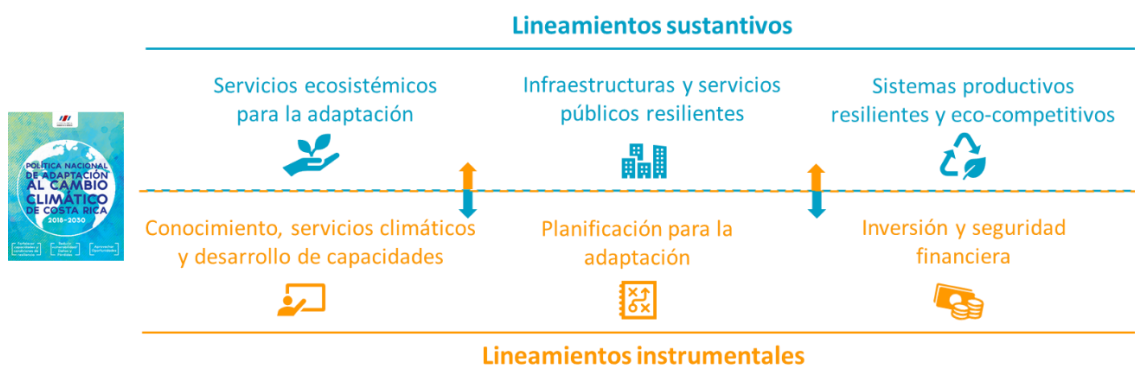 Lineamientos sustantivos
Servicios ecosistémicos
para la adaptación
Infraestructuras y servicios
públicos resilientes
Sistemas productivos
resilientes y eco-competitivos
POLÍTICA NACIONAL
DE ADAPTACIÓN
AL CAMBIO
CLIMÁTICO
DE COSTA RICA
2018-2030
Conocimiento, servicios climáticos
y desarrollo de capacidades
Planificación para la
adaptación
Inversión y seguridad
financiera
Lineamientos instrumentales